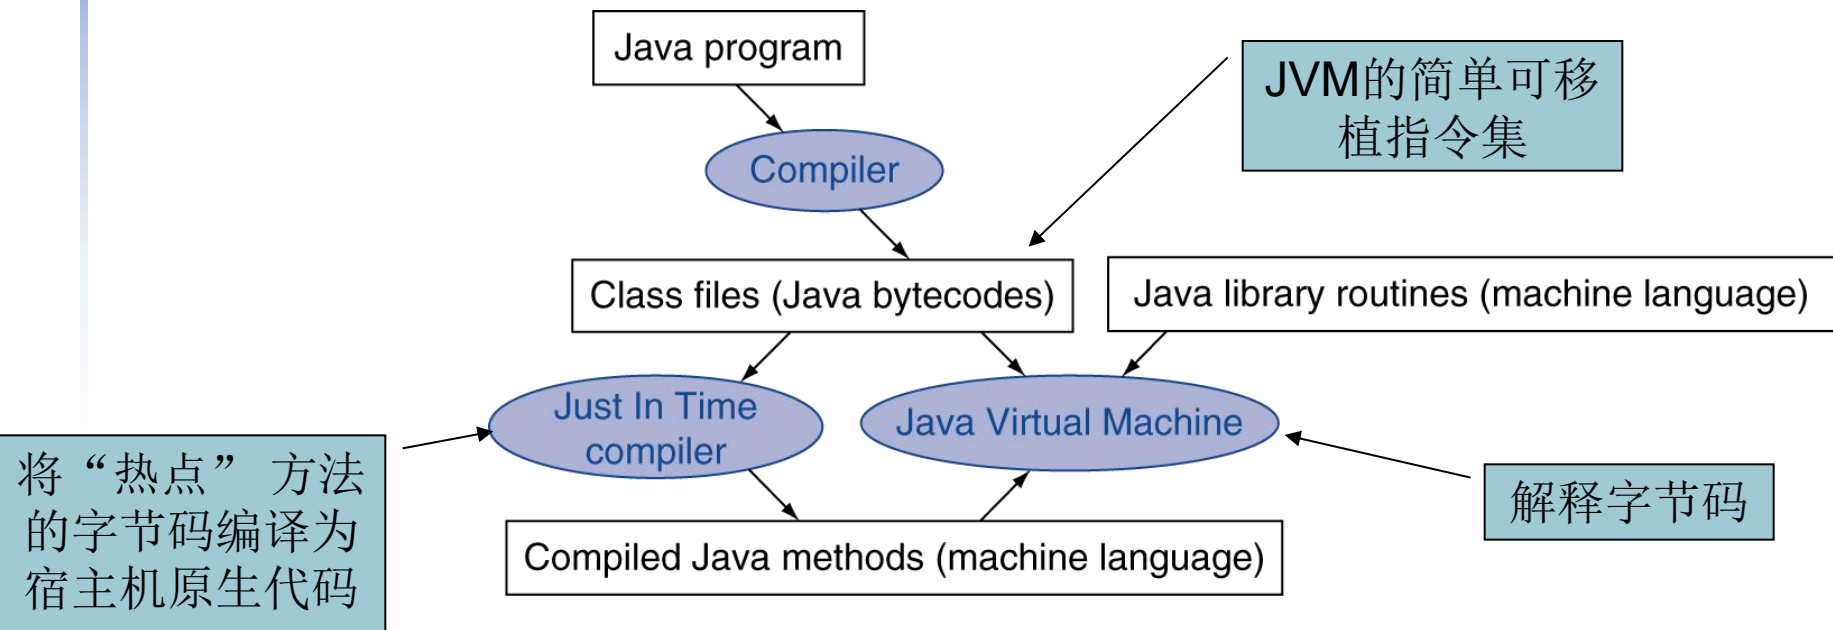 Java program
JVM的简单可移
植指令集
Compiler
Class files (Java bytecodes)
Java library routines (machine language)
Just In Time
compiler
Java Virtual Machine
将“热点” 方法
的字节码编译为
宿主机原生代码
解释字节码
Compiled Java methods (machine language)